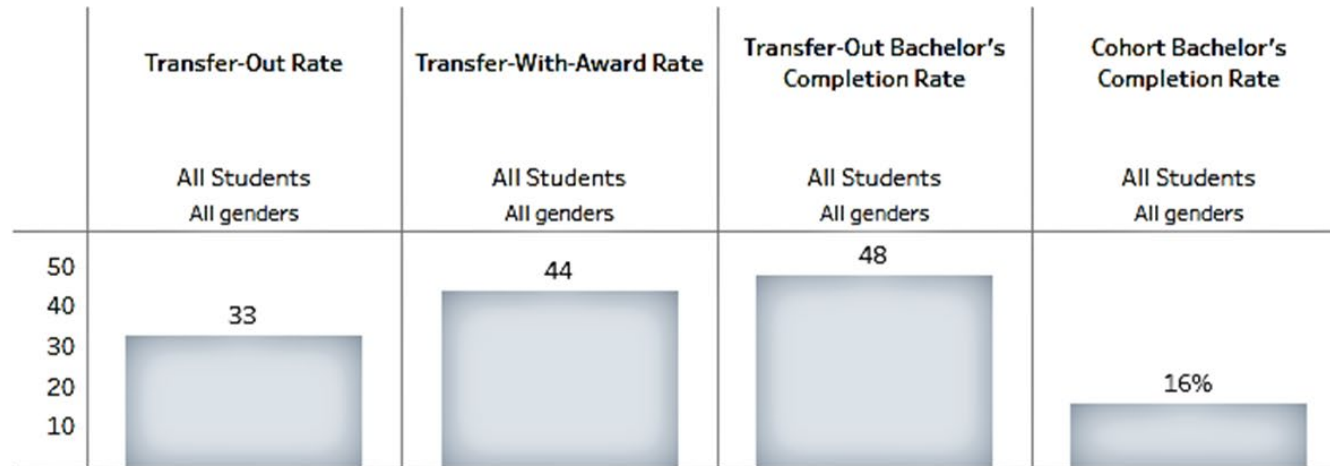 Transfer-Out Rate
Transfer-With-Award Rate
Transfer-Out Bachelor's
Completion Rate
Cohort Bachelor's
Completion Rate
All Students
All genders
All Students
All genders
All Students
All genders
All Students
All genders
50
40
30
20
10
33
44
48
16%